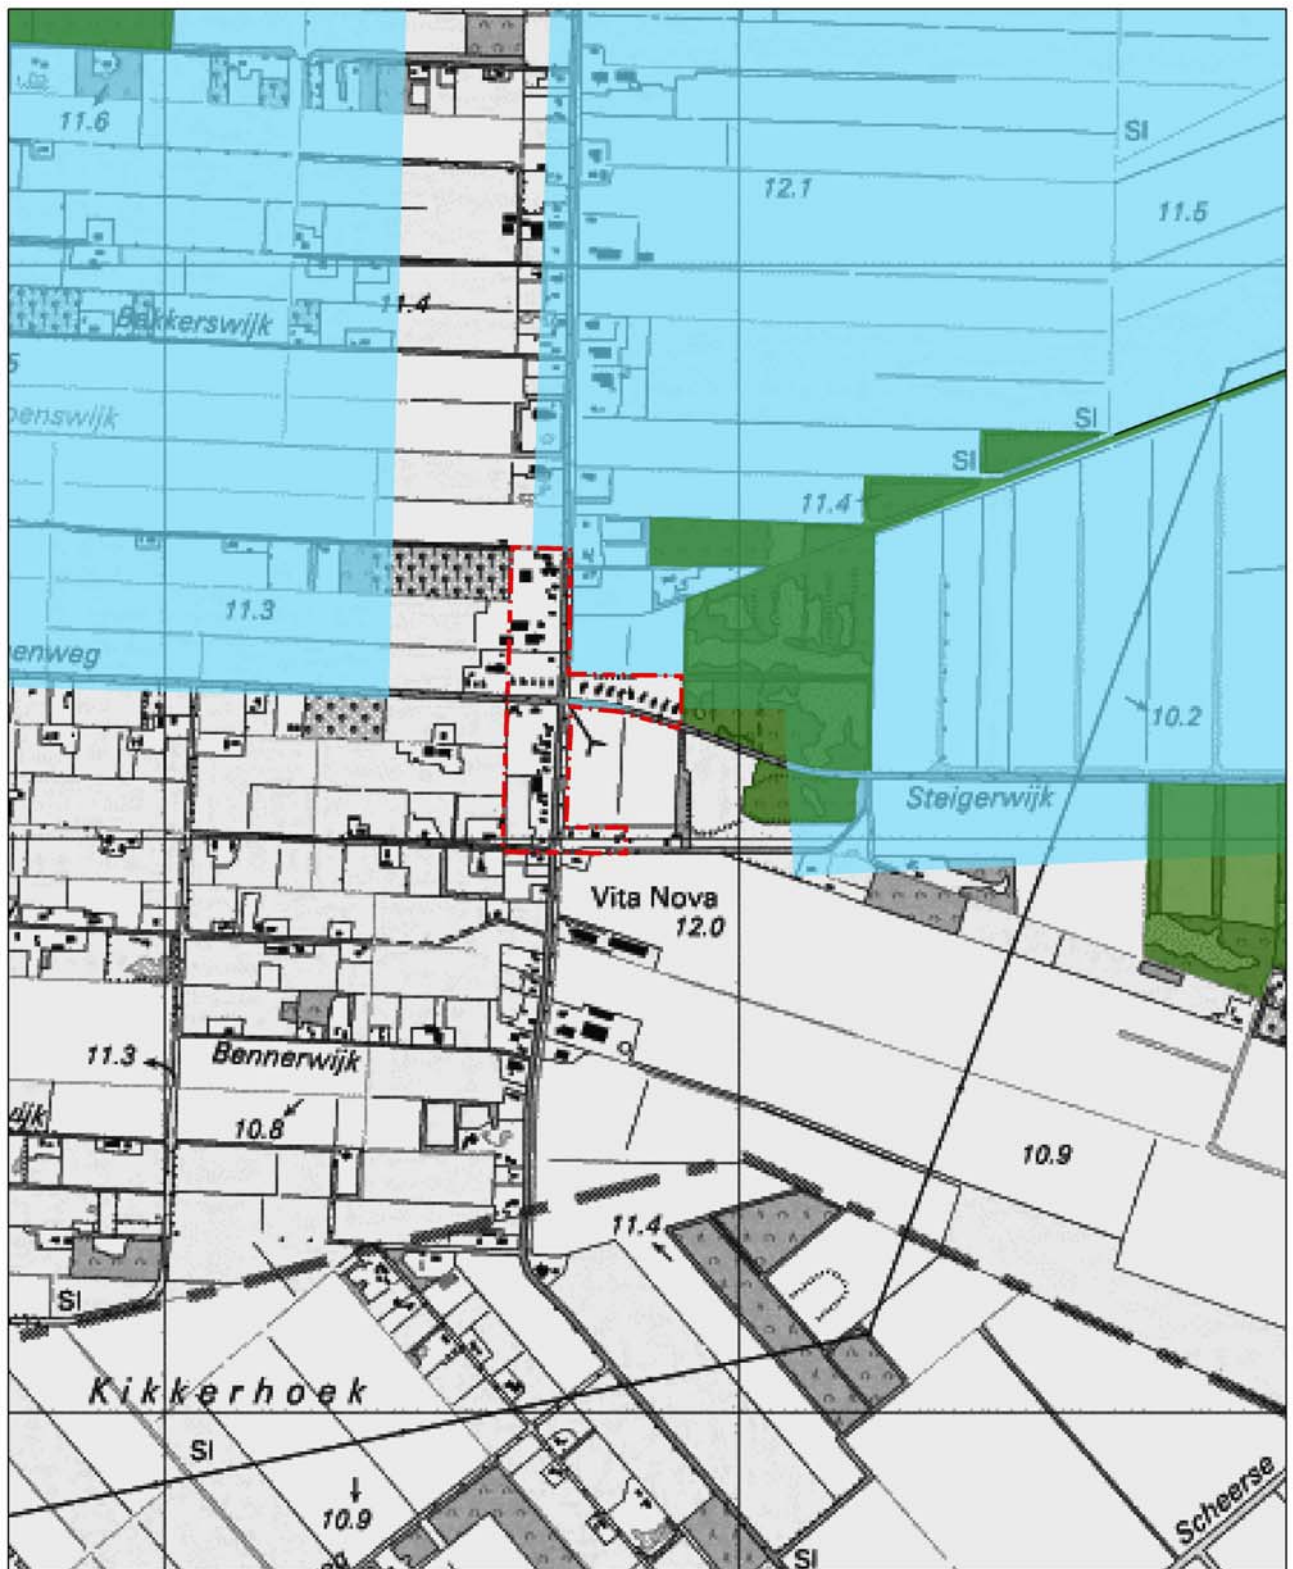 11.6
SI
12.1
11.5
11.4
Bakkerswijk
5
SI
SI
11.4
11.3
enweg
10.2
Steigerwijk
Vita Nova
12.0
11.3
Bennerwijk
10.8
10.9
11.4
SI
Kikkerhoek
SI
10.9
Scheerse
SI